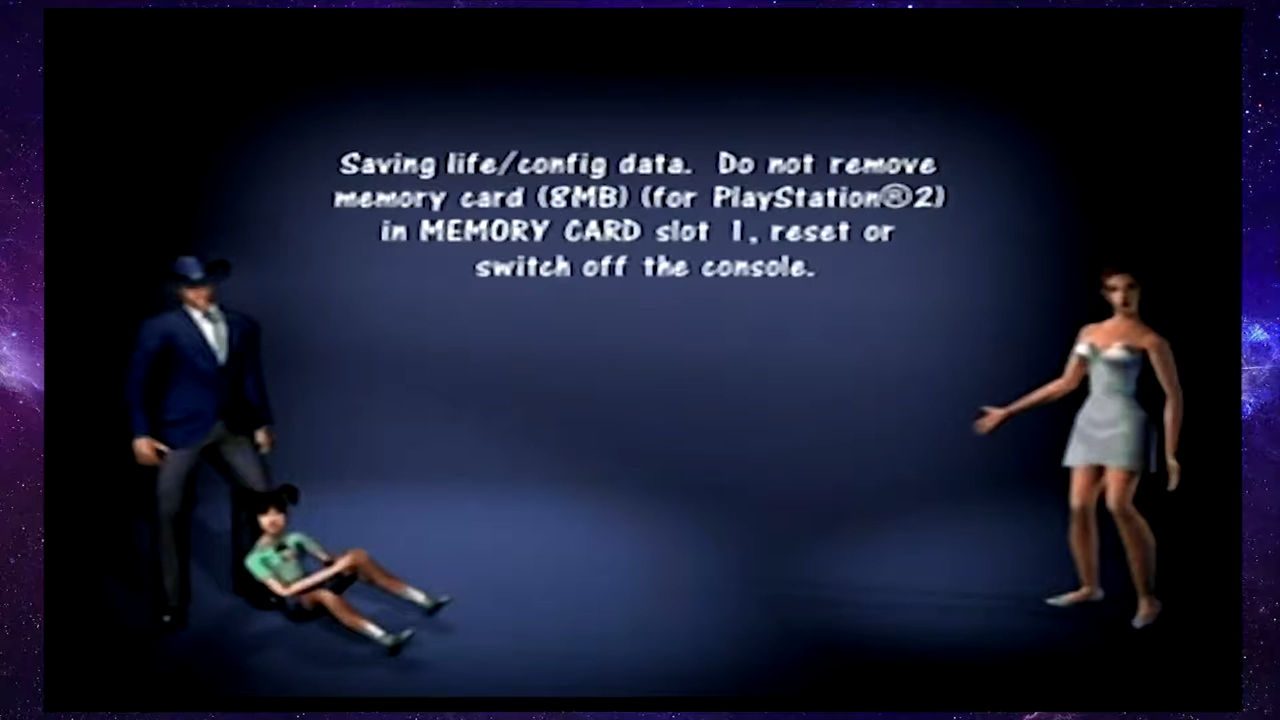 Saving life/config data. Do not remove
memory card (8MB) (for PlayStation®2)
in MEMORY CARD slot 1, reset or
switch off the console.